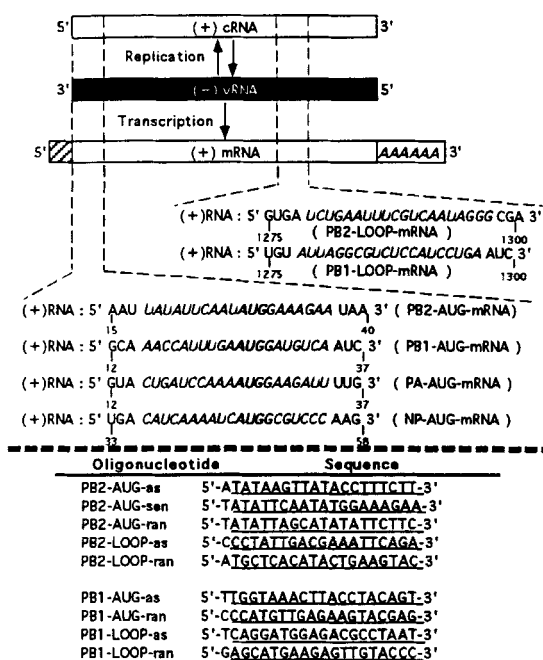 5' (+) cRNA 3'
Replication
3' (−) vRNA 5'
Transcription
5' (+) mRNA AAAAAA 3'
(+)RNA : 5' GUGA UCUGAAUUUCGUCAAUAGGG CGA 3'
1275 ( PB2-LOOP-mRNA ) 1300
(+)RNA : 5' UGU AUUAGGCGUCUCCAUCCUGA AUC 3'
1275 ( PB1-LOOP-mRNA ) 1300
(+)RNA : 5' AAU UAUAUUCAAUAUGGAAAGAA UAA 3' ( PB2-AUG-mRNA)
15 40
(+)RNA : 5' GCA AACCAUUUGAAUGGAUGUCA AUC 3' ( PB1-AUG-mRNA )
12 37
(+)RNA : 5' GUA CUGAUCCAAAAUGGAAGAUU UUG 3' ( PA-AUG-mRNA )
12 37
(+)RNA : 5' UGA CAUCAAAAUCAUGGCGUCCC AAG 3' ( NP-AUG-mRNA )
33 58
Oligonucleotide Sequence
PB2-AUG-as 5'-ATATAAGTTATACCTTTCTT-3'
PB2-AUG-sen 5'-TATATTCAATATGGAAAGAA-3'
PB2-AUG-ran 5'-TATATTAGCATATATTCTTC-3'
PB2-LOOP-as 5'-CCCTATTGACGAAATTCAGA-3'
PB2-LOOP-ran 5'-ATGCTCACATACTGAAGTAC-3'
PB1-AUG-as 5'-TTGGTAAACTTACCTACAGT-3'
PB1-AUG-ran 5'-CCCATGTTGAGAAGTACGAG-3'
PB1-LOOP-as 5'-TCAGGATGGAGACGCCTAAT-3'
PB1-LOOP-ran 5'-GAGCATGAAGAGTTGTACCC-3'